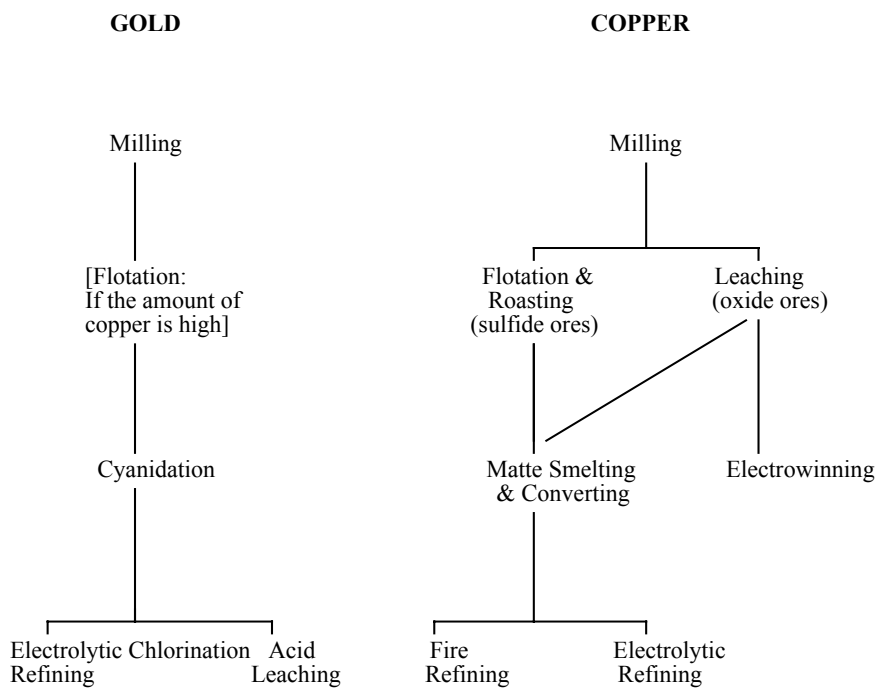 GOLD
COPPER
Milling
Milling
[Flotation:
If the amount of
copper is high]
Flotation &
Roasting
(sulfide ores)
Leaching
(oxide ores)
Cyanidation
Matte Smelting
& Converting
Electrowinning
Electrolytic Chlorination Acid
Refining Leaching
Fire
Refining
Electrolytic
Refining